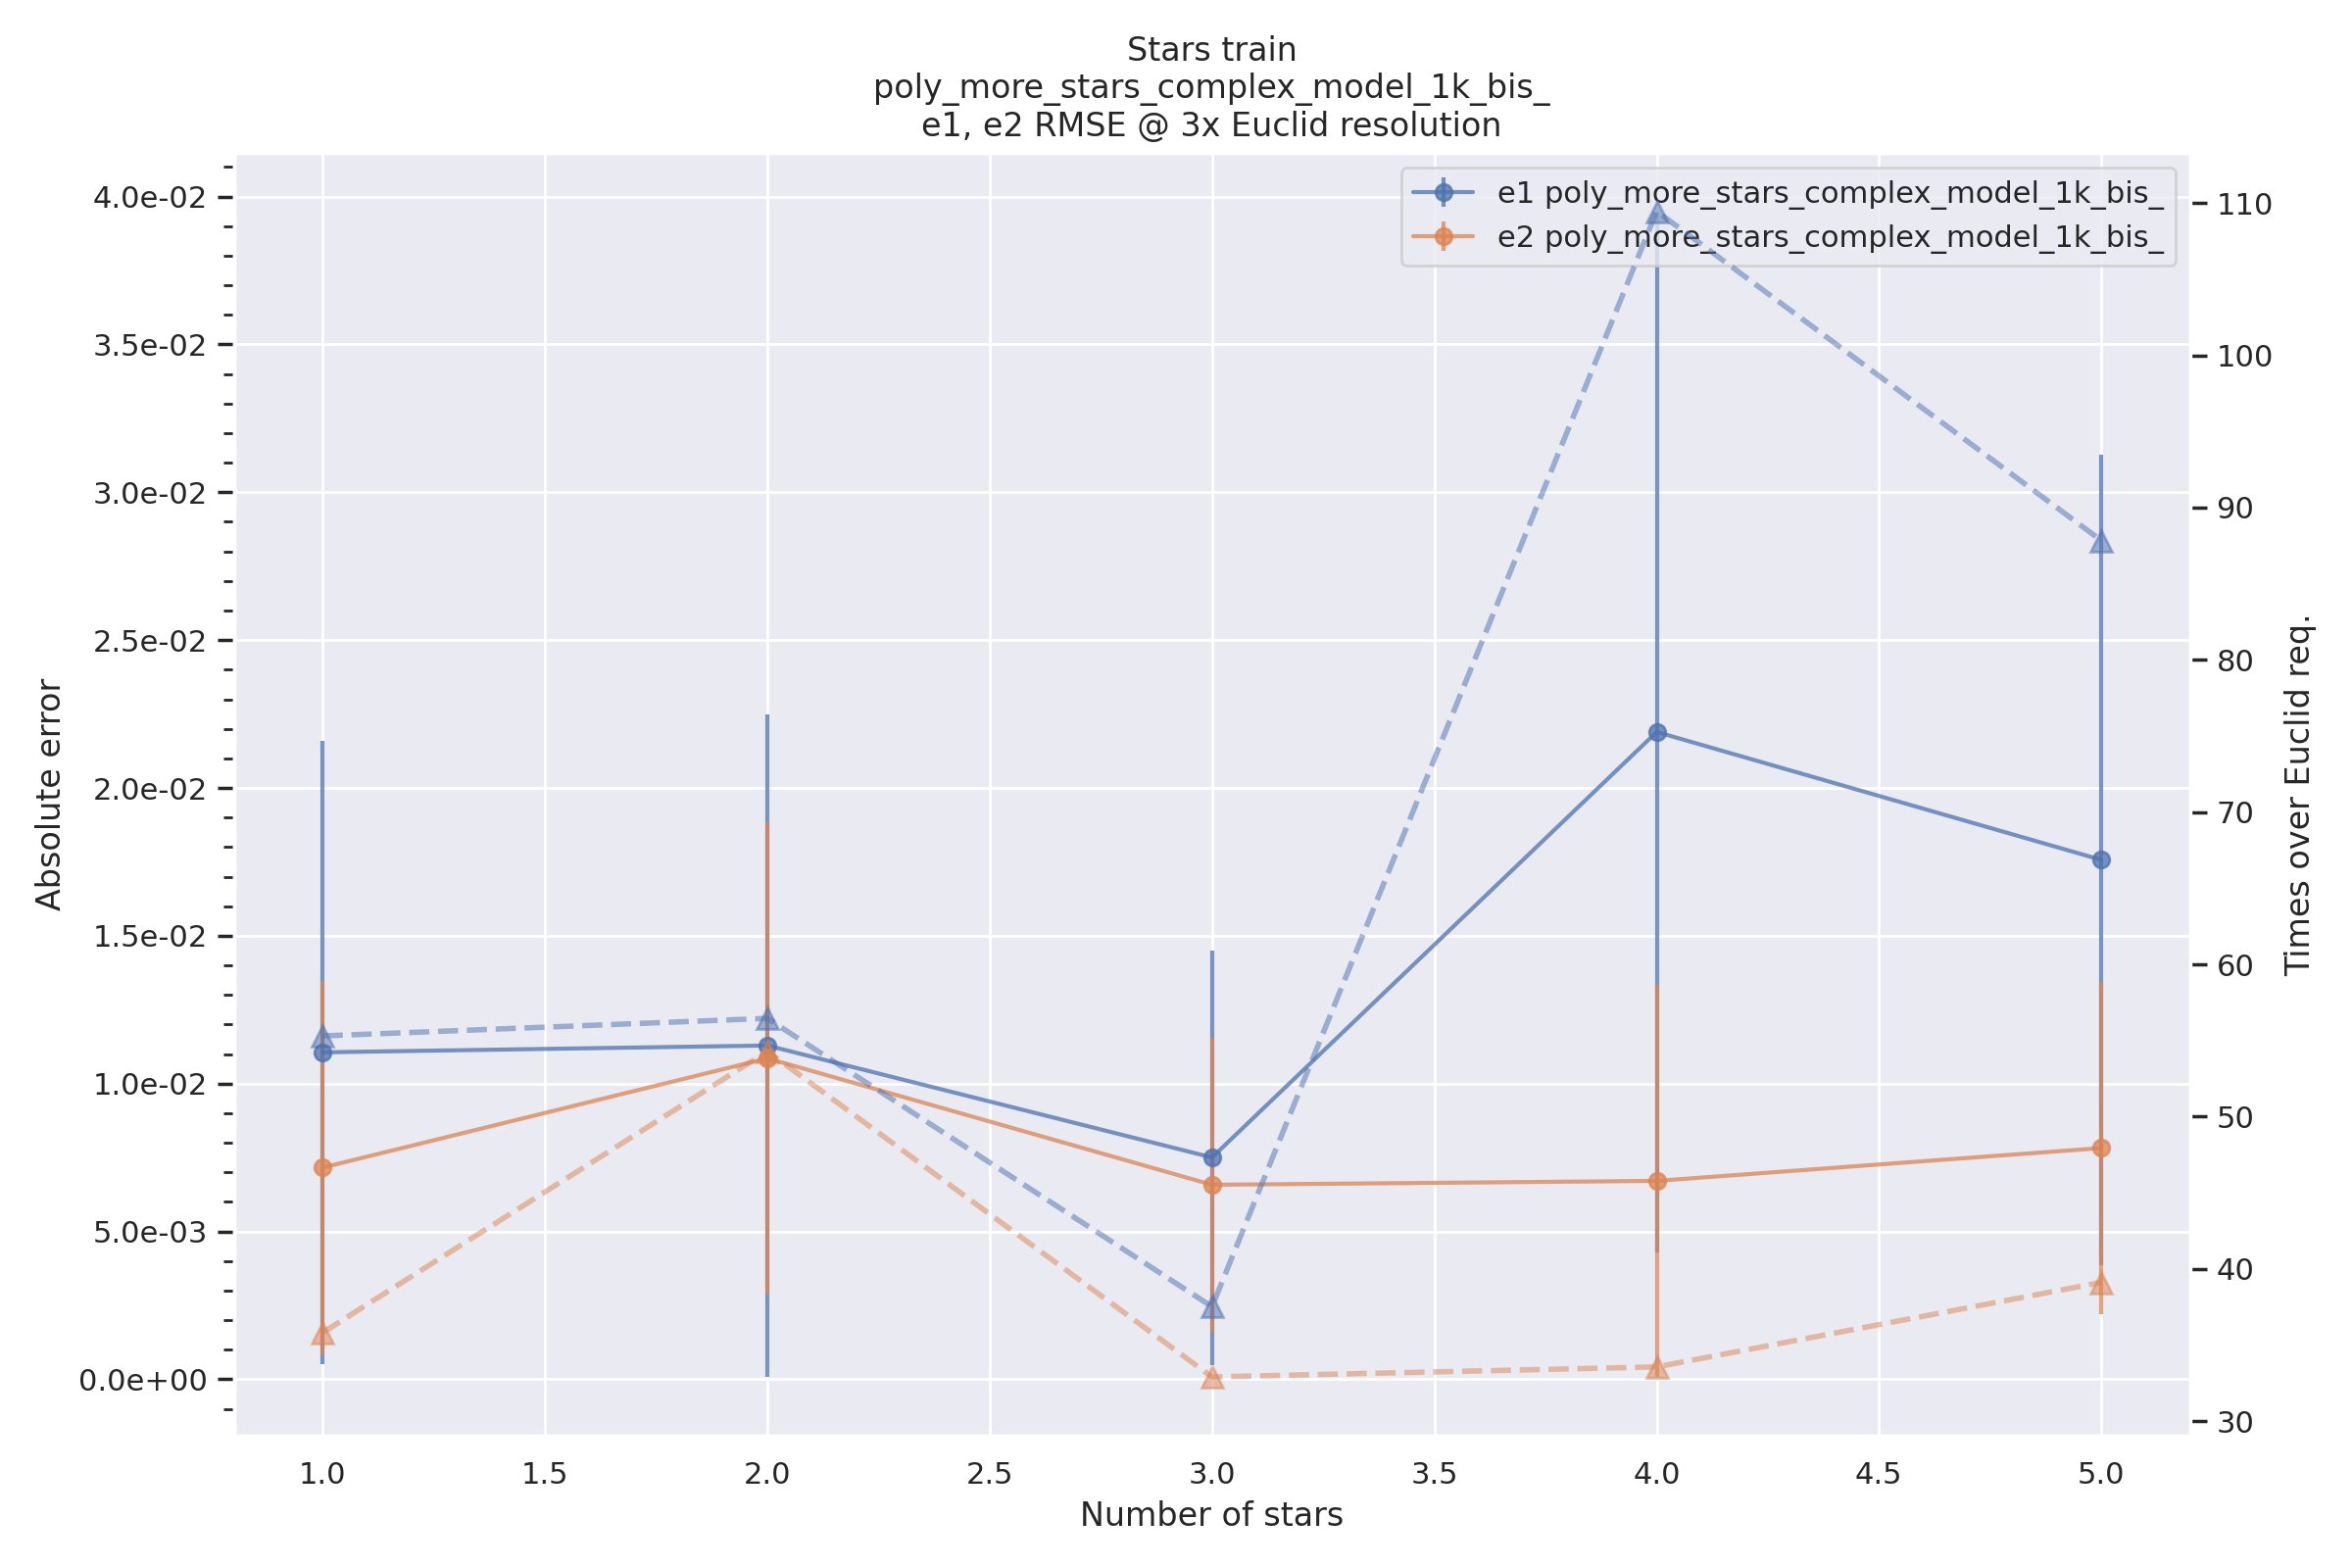 Stars train
poly_more_stars_complex_model_1k_bis_
e1, e2 RMSE @ 3x Euclid resolution
e1 poly_more_stars_complex_model_1k_bis_
e2 poly_more_stars_complex_model_1k_bis_
Absolute error
4.0e-02
3.5e-02
3.0e-02
2.5e-02
2.0e-02
1.5e-02
1.0e-02
5.0e-03
0.0e+00
110
100
90
80
70
60
50
40
30
Times over Euclid req.
1.0 1.5 2.0 2.5 3.0 3.5 4.0 4.5 5.0
Number of stars